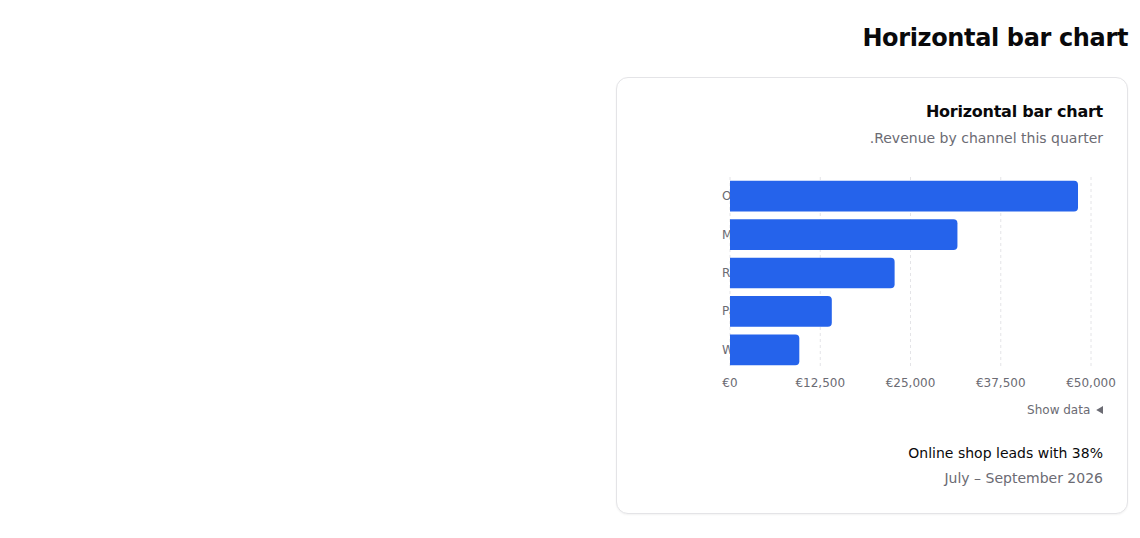 Horizontal bar chart
Horizontal bar chart
.Revenue by channel this quarter
O
M
R
P
W
€0 €12,500 €25,000 €37,500 €50,000
Show data
Online shop leads with 38%
July – September 2026